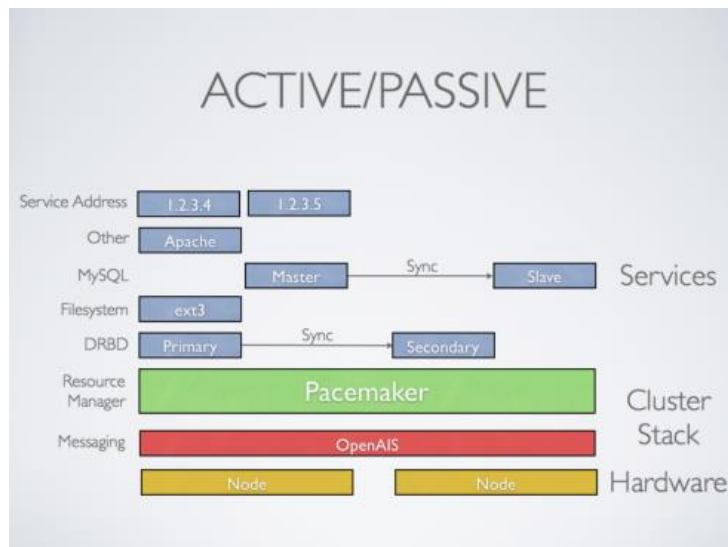 ACTIVE/PASSIVE
Service Address 1.2.3.4 1.2.3.5
Other Apache
MySQL Master Sync Slave Services
Filesystem ext3
DRBD Primary Sync Secondary
Resource
Manager
Pacemaker
Cluster
Stack
Messaging OpenAIS
Node Node Hardware